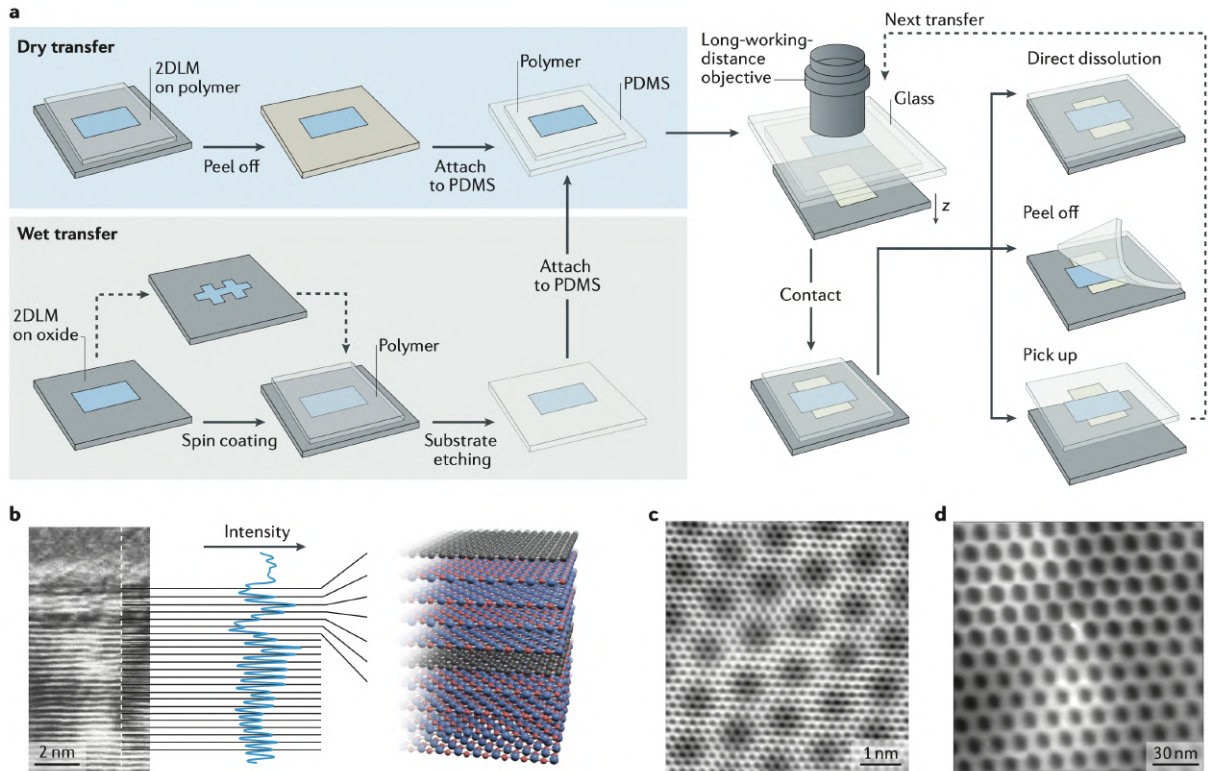 a
Dry transfer
2DLM
on polymer
Peel off
Attach
to PDMS
Polymer
PDMS
Wet transfer
2DLM
on oxide
Spin coating
Polymer
Substrate
etching
Attach
to PDMS
Long-working-
distance
objective
Glass
z
Contact
Next transfer
Direct dissolution
Peel off
Pick up
b
Intensity
2 nm
c
1 nm
d
30 nm